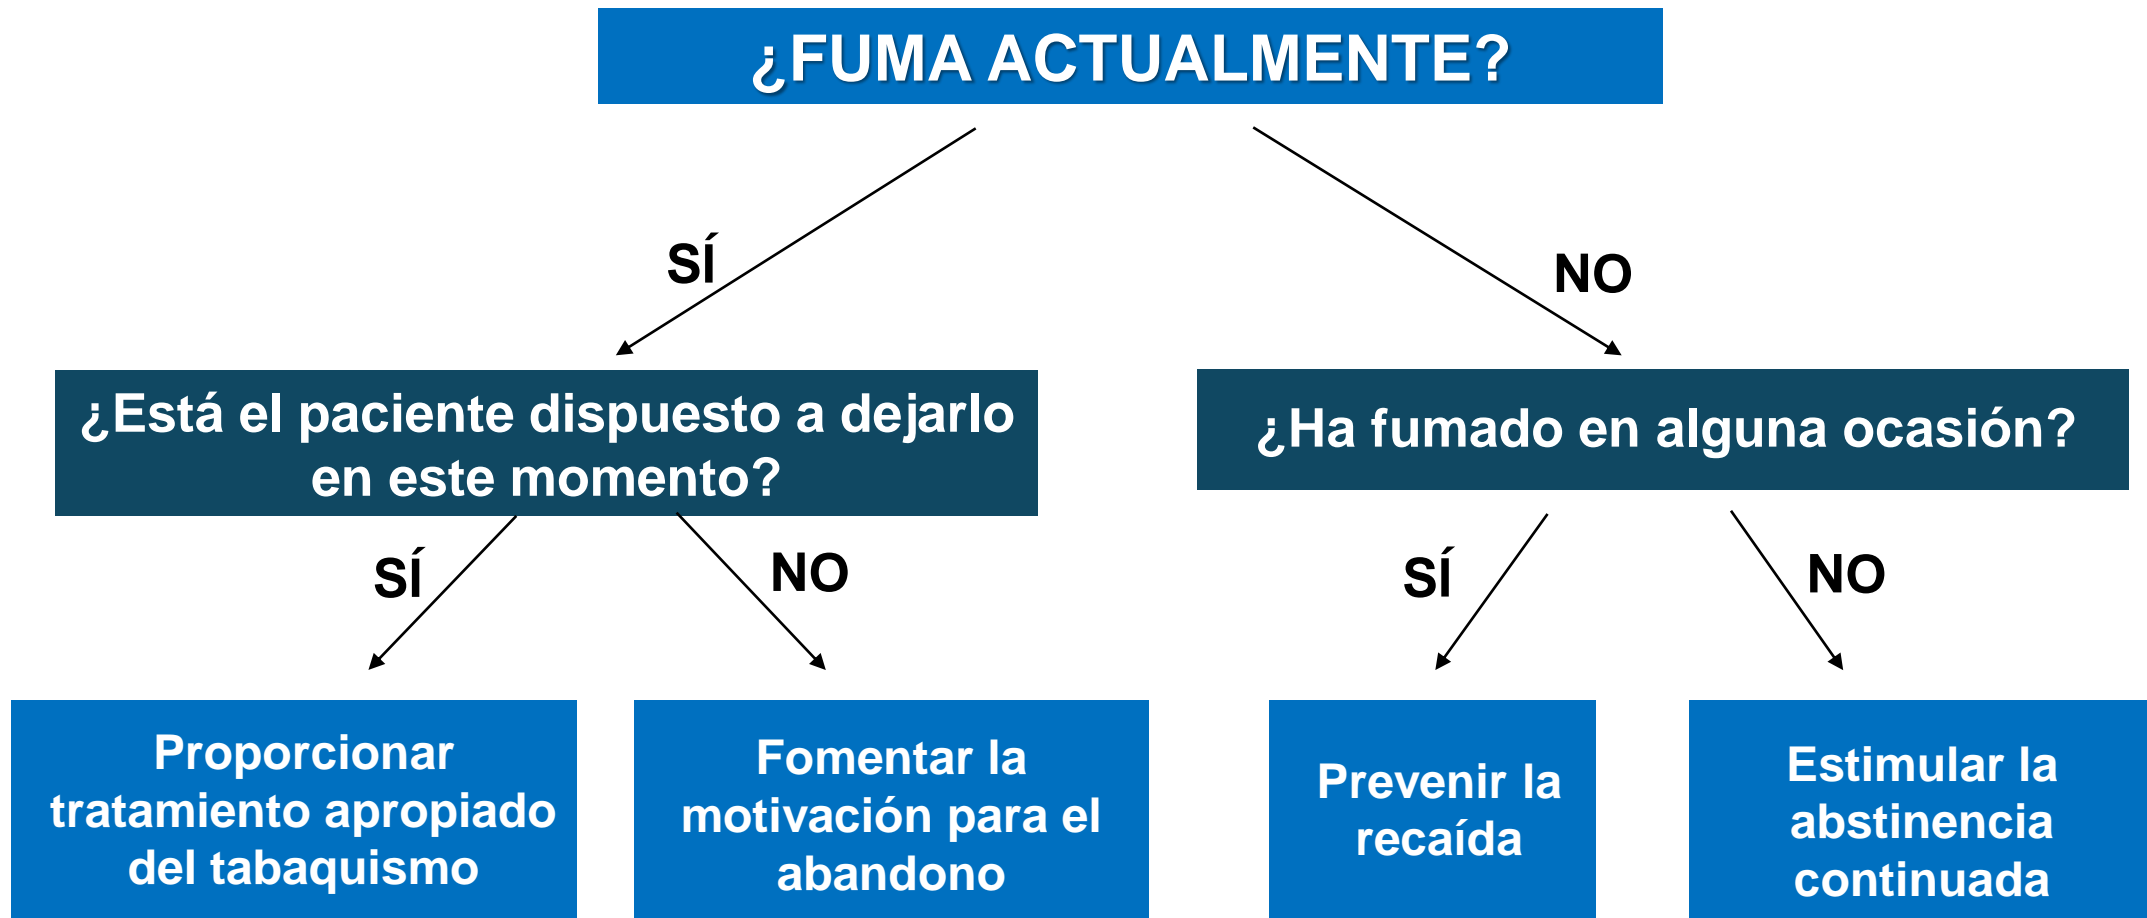 ¿FUMA ACTUALMENTE?
SÍ
NO
¿Está el paciente dispuesto a dejarlo
en este momento?
¿Ha fumado en alguna ocasión?
SÍ
NO
SÍ
NO
Proporcionar
tratamiento apropiado
del tabaquismo
Fomentar la
motivación para el
abandono
Prevenir la
recaída
Estimular la
abstinencia
continuada